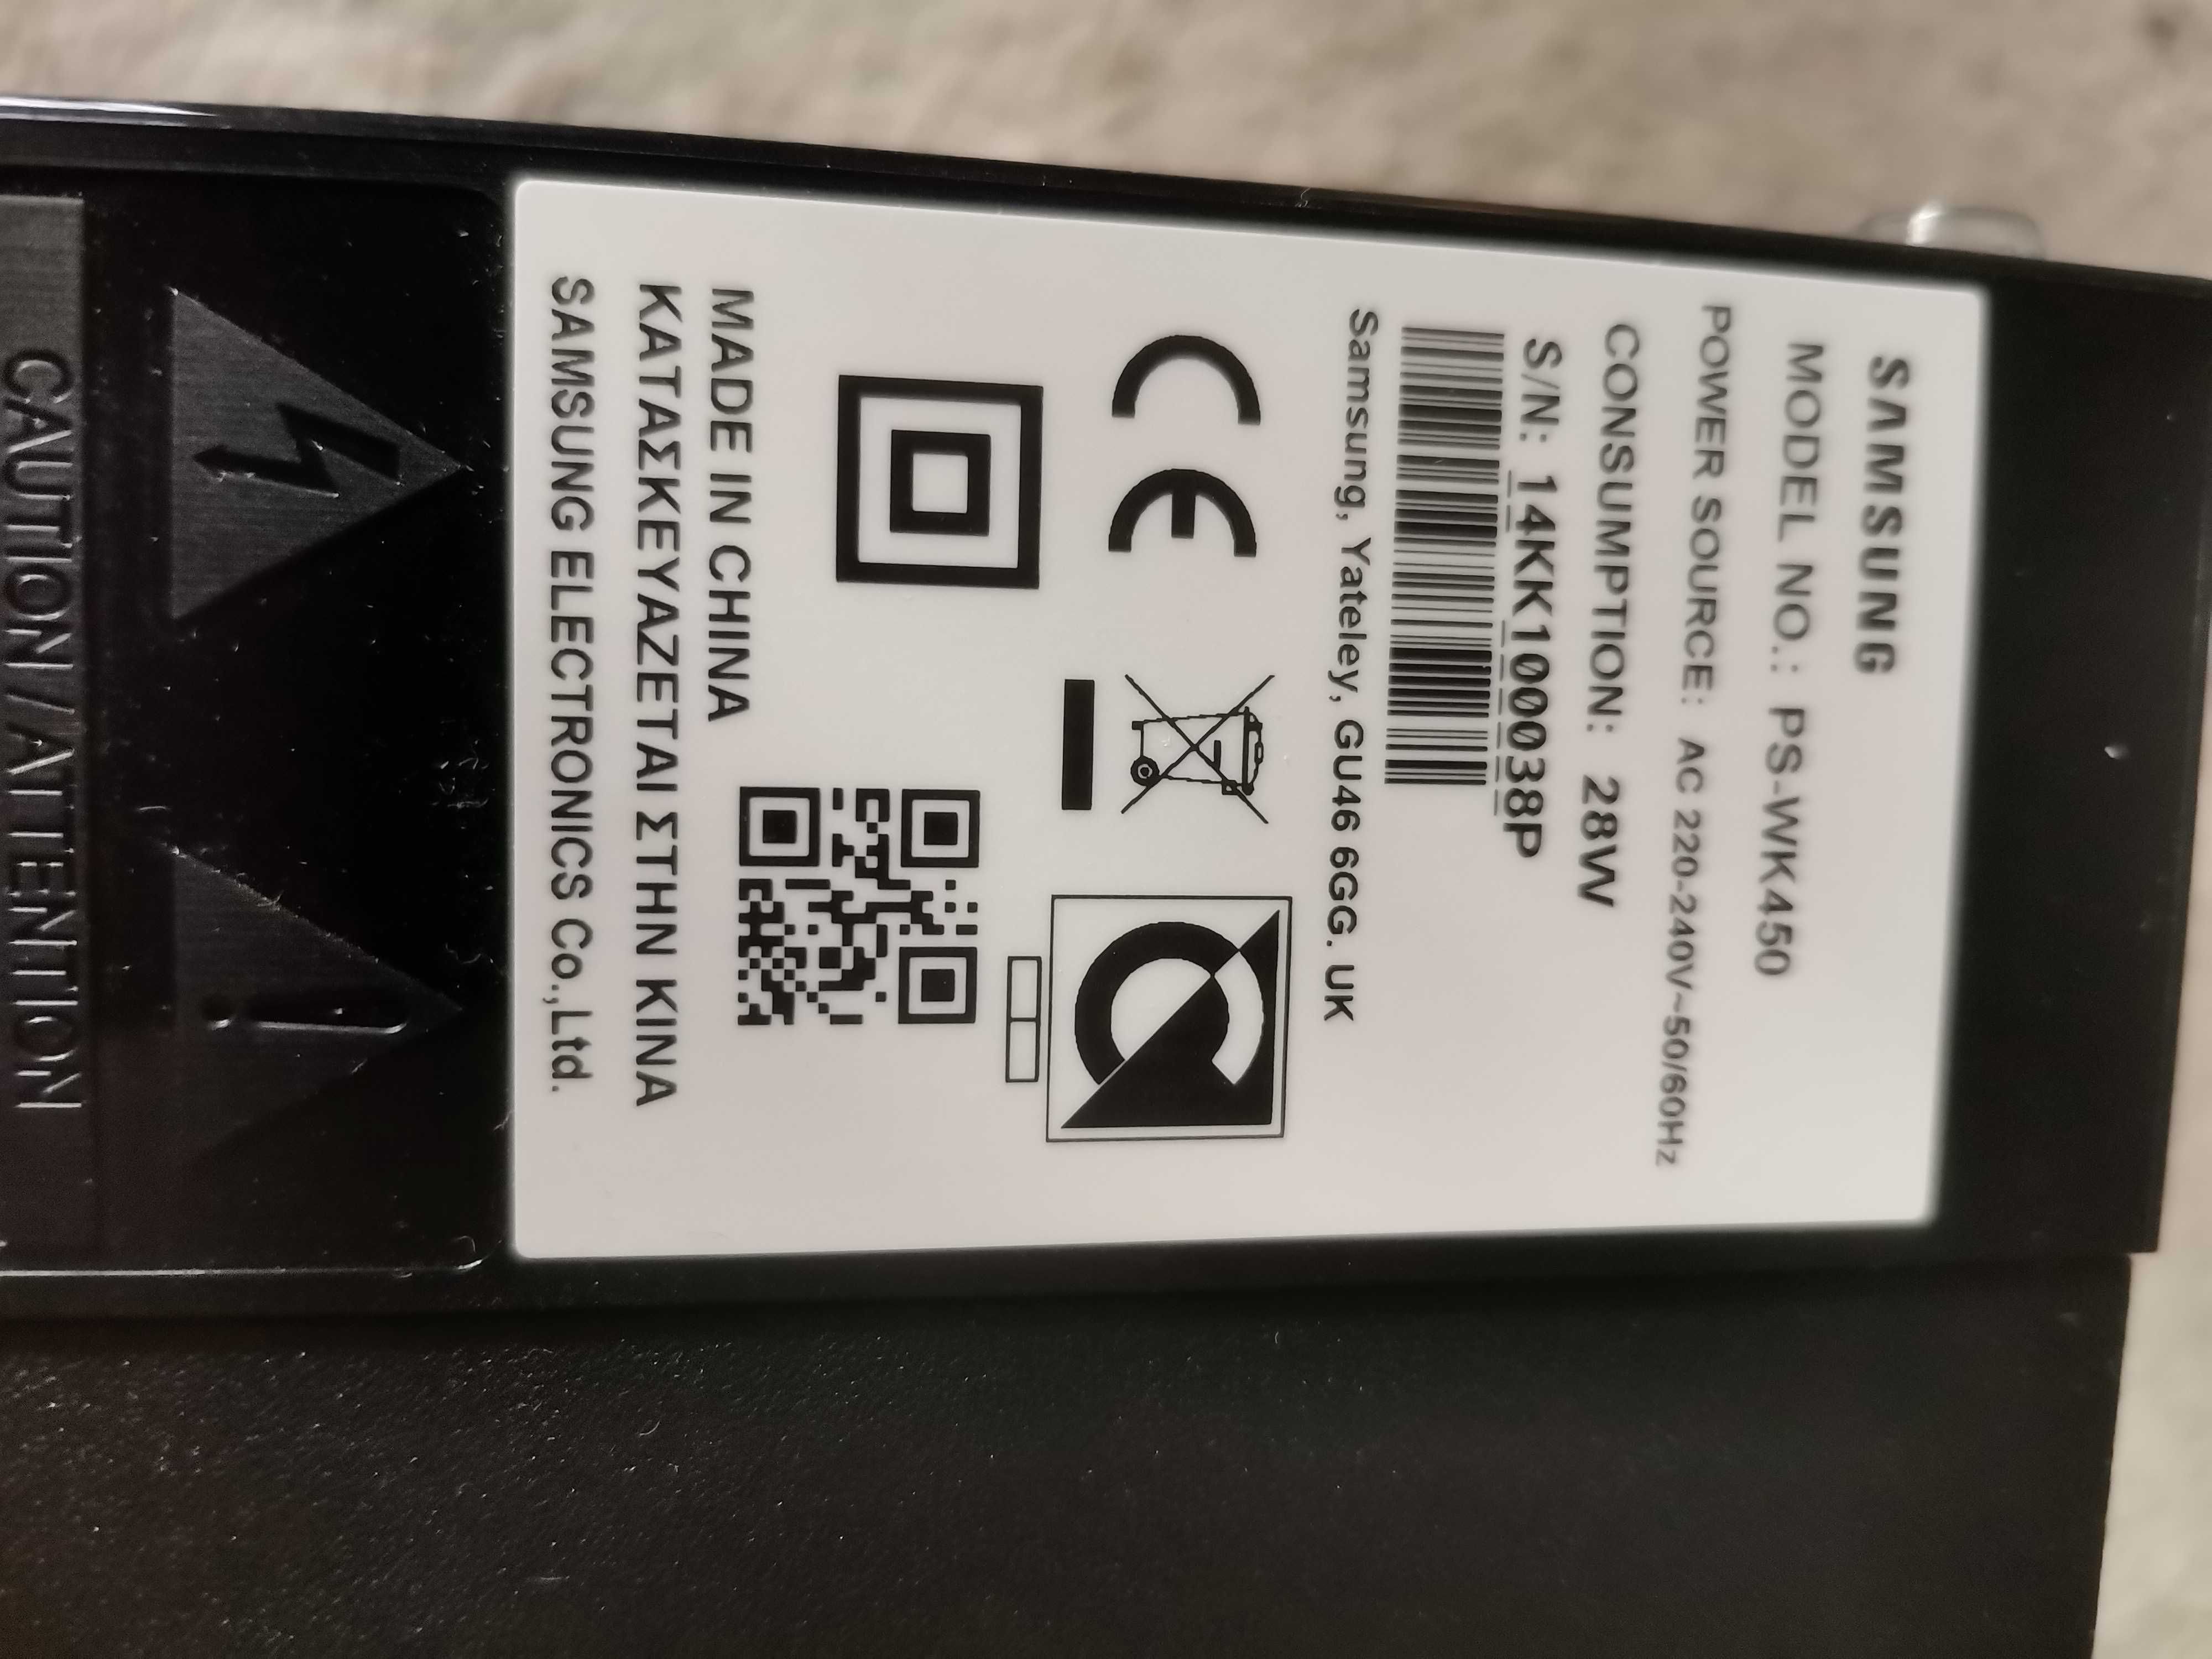 SAMSUNG
MODEL NO.: PS-WK450
POWER SOURCE: AC 220-240V~50/60Hz
CONSUMPTION: 28W
S/N: 14KK1000038P
Samsung, Yateley, GU46 6GG. UK
CE
MADE IN CHINA
ΚΑΤΑΣΚΕΥΑΖΕΤΑΙ ΣΤΗΝ ΚΙΝΑ
SAMSUNG ELECTRONICS Co.,Ltd.
CAUTION / ATTENTION